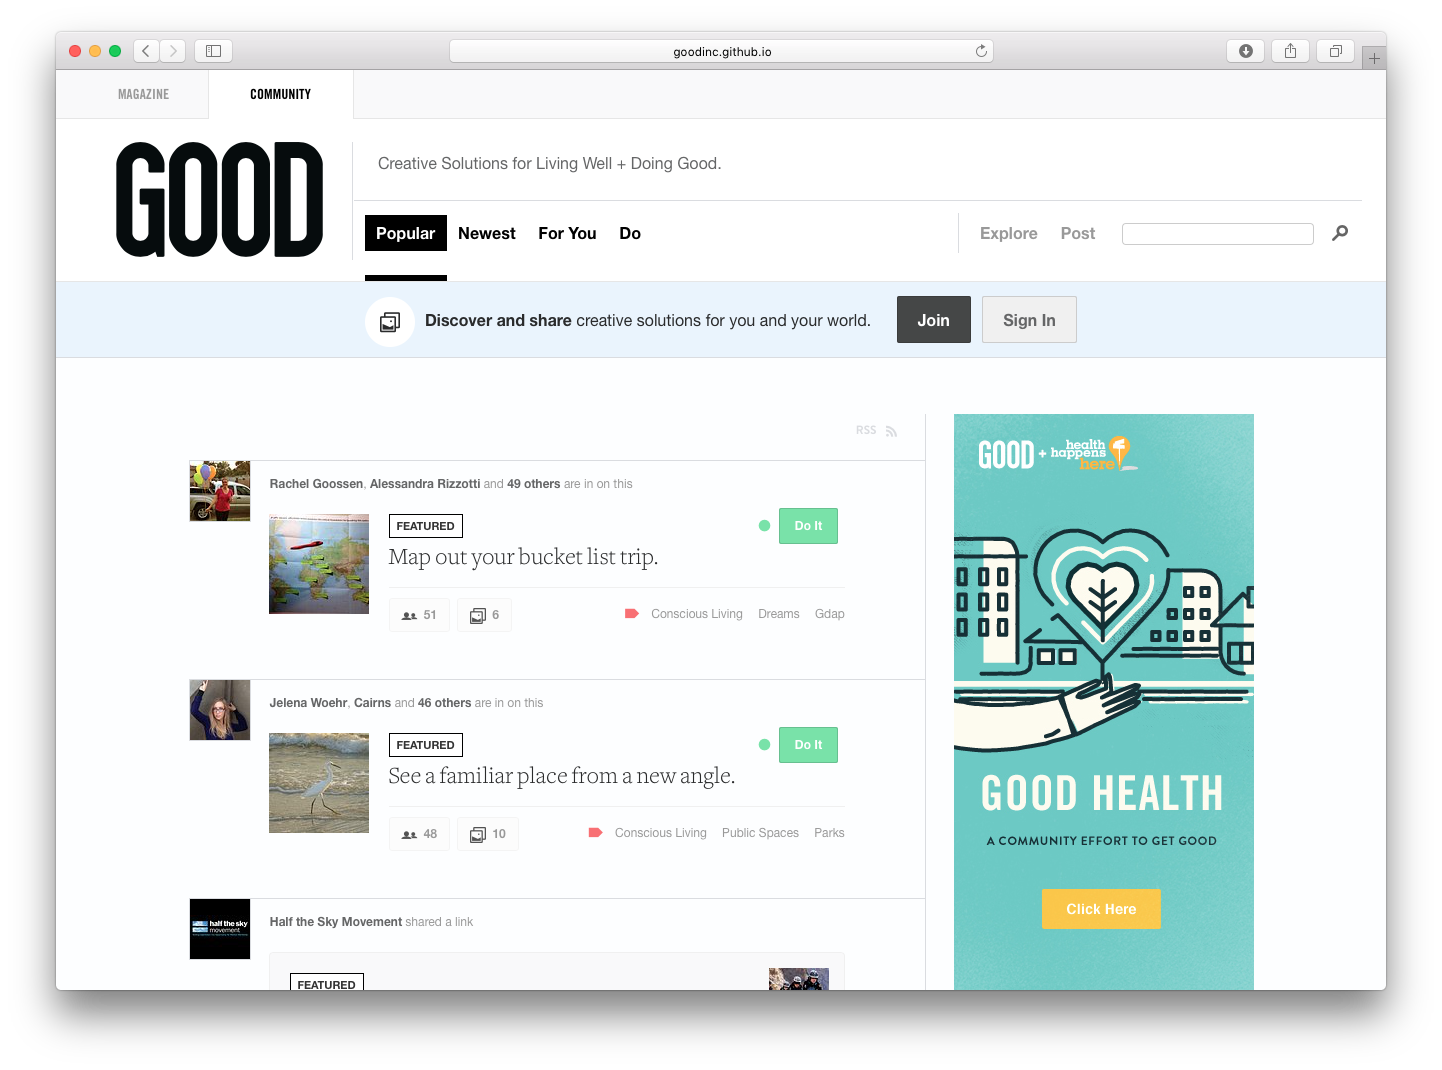 goodinc.github.io
MAGAZINE
COMMUNITY
GOOD
Creative Solutions for Living Well + Doing Good.
Popular Newest For You Do
Explore Post
Discover and share creative solutions for you and your world.
Join
Sign In
RSS
Rachel Goossen, Alessandra Rizzotti and 49 others are in on this
FEATURED
Do It
Map out your bucket list trip.
51 6
Conscious Living Dreams Gdap
Jelena Woehr, Cairns and 46 others are in on this
FEATURED
Do It
See a familiar place from a new angle.
48 10
Conscious Living Public Spaces Parks
half the sky
movement
Half the Sky Movement shared a link
FEATURED
GOOD + health
happens
here
GOOD HEALTH
A COMMUNITY EFFORT TO GET GOOD
Click Here